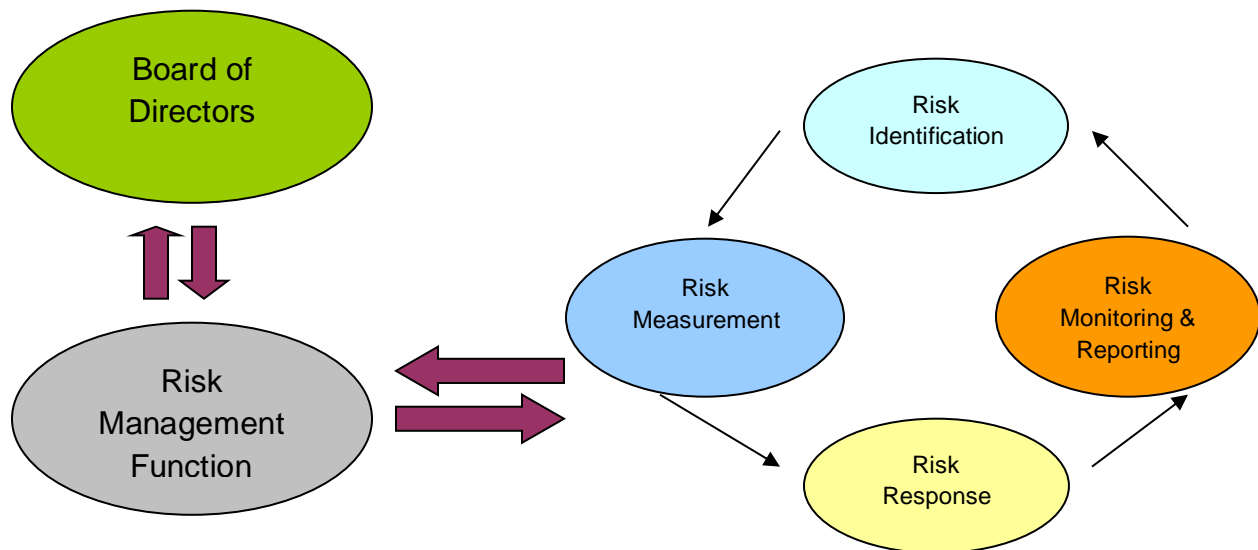 Board of
Directors
Risk
Management
Function
Risk
Identification
Risk
Measurement
Risk
Monitoring &
Reporting
Risk
Response